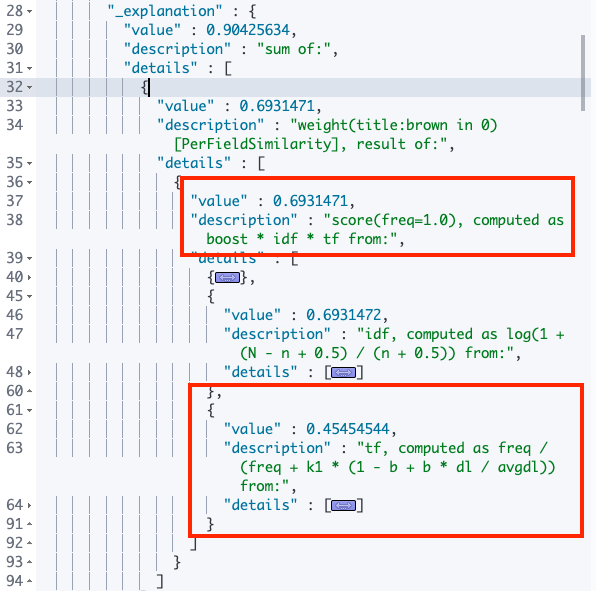 28 "_explanation" : {
29 "value" : 0.90425634,
30 "description" : "sum of:",
31 "details" : [
32 {
33 "value" : 0.6931471,
34 "description" : "weight(title:brown in 0)
[PerFieldSimilarity], result of:",
35 "details" : [
36 {
37 "value" : 0.6931471,
38 "description" : "score(freq=1.0), computed as
boost * idf * tf from:",
39 "details" : [
40 {},
45 {
46 "value" : 0.6931472,
47 "description" : "idf, computed as log(1 +
(N - n + 0.5) / (n + 0.5)) from:",
48 "details" : []
60 },
61 {
62 "value" : 0.45454544,
63 "description" : "tf, computed as freq /
(freq + k1 * (1 - b + b * dl / avgdl))
from:",
64 "details" : []
91 }
92 ]
93 }
94 ]